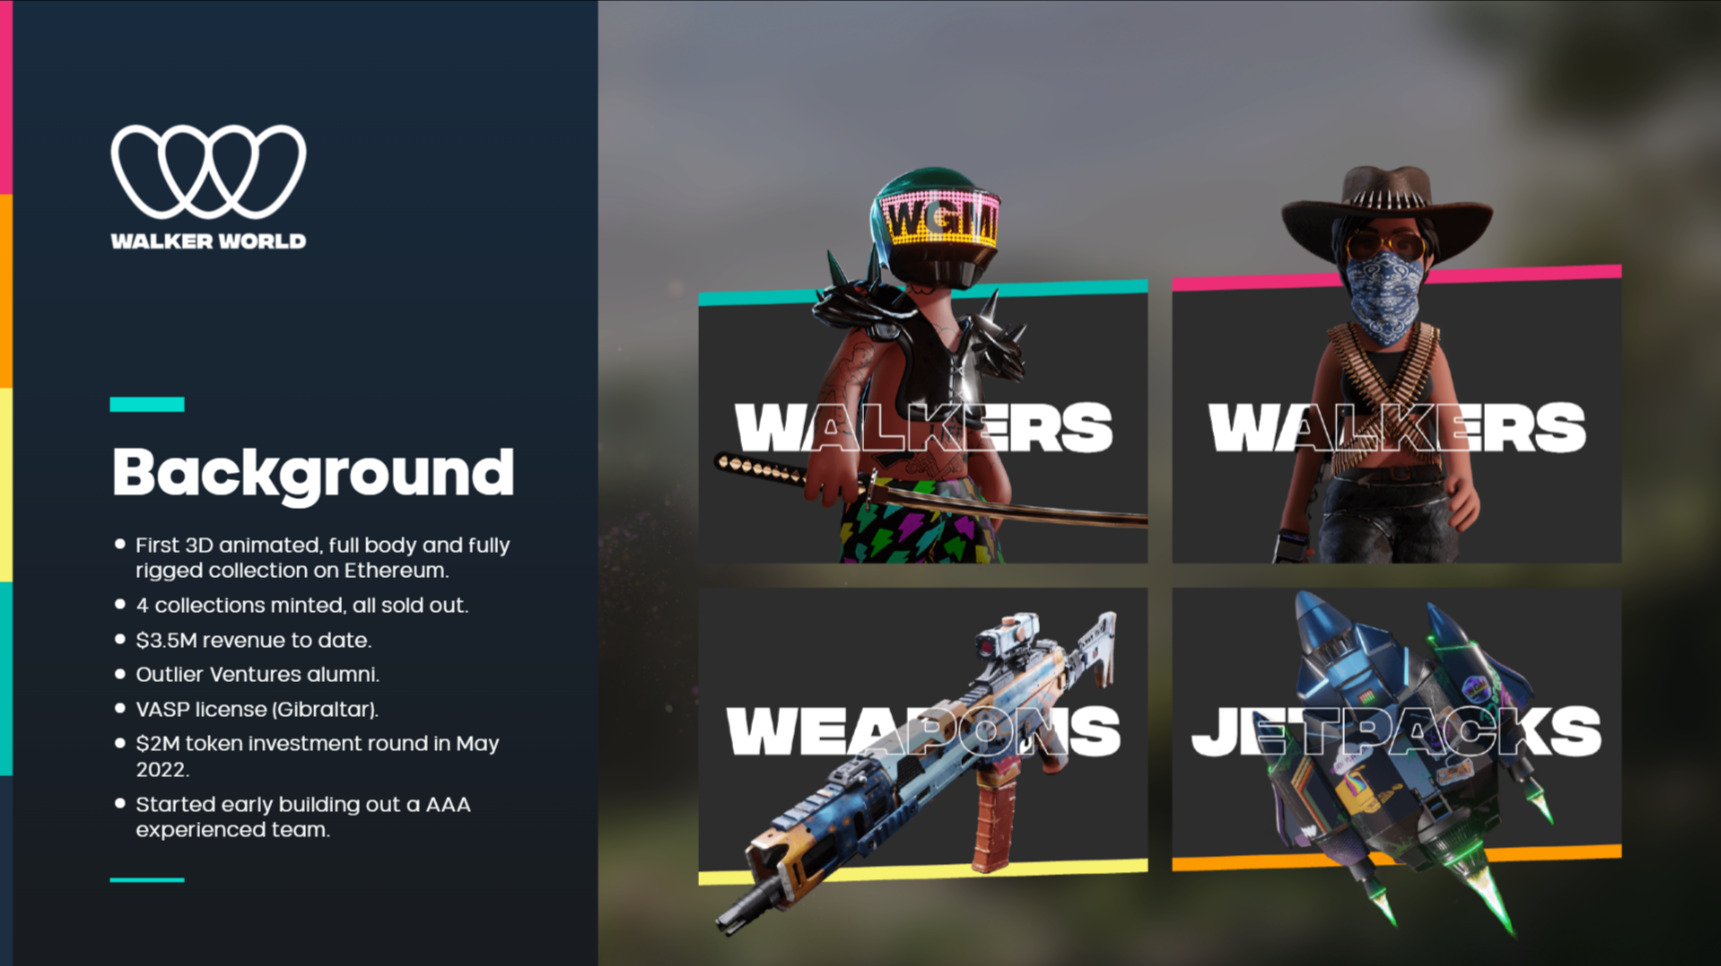 WALKER WORLD
Background
• First 3D animated, full body and fully
rigged collection on Ethereum.
• 4 collections minted, all sold out.
• $3.5M revenue to date.
• Outlier Ventures alumni.
• VASP license (Gibraltar).
• $2M token investment round in May
2022.
• Started early building out a AAA
experienced team.
WGMI
WALKERS
WALKERS
WEAPONS
JETPACKS